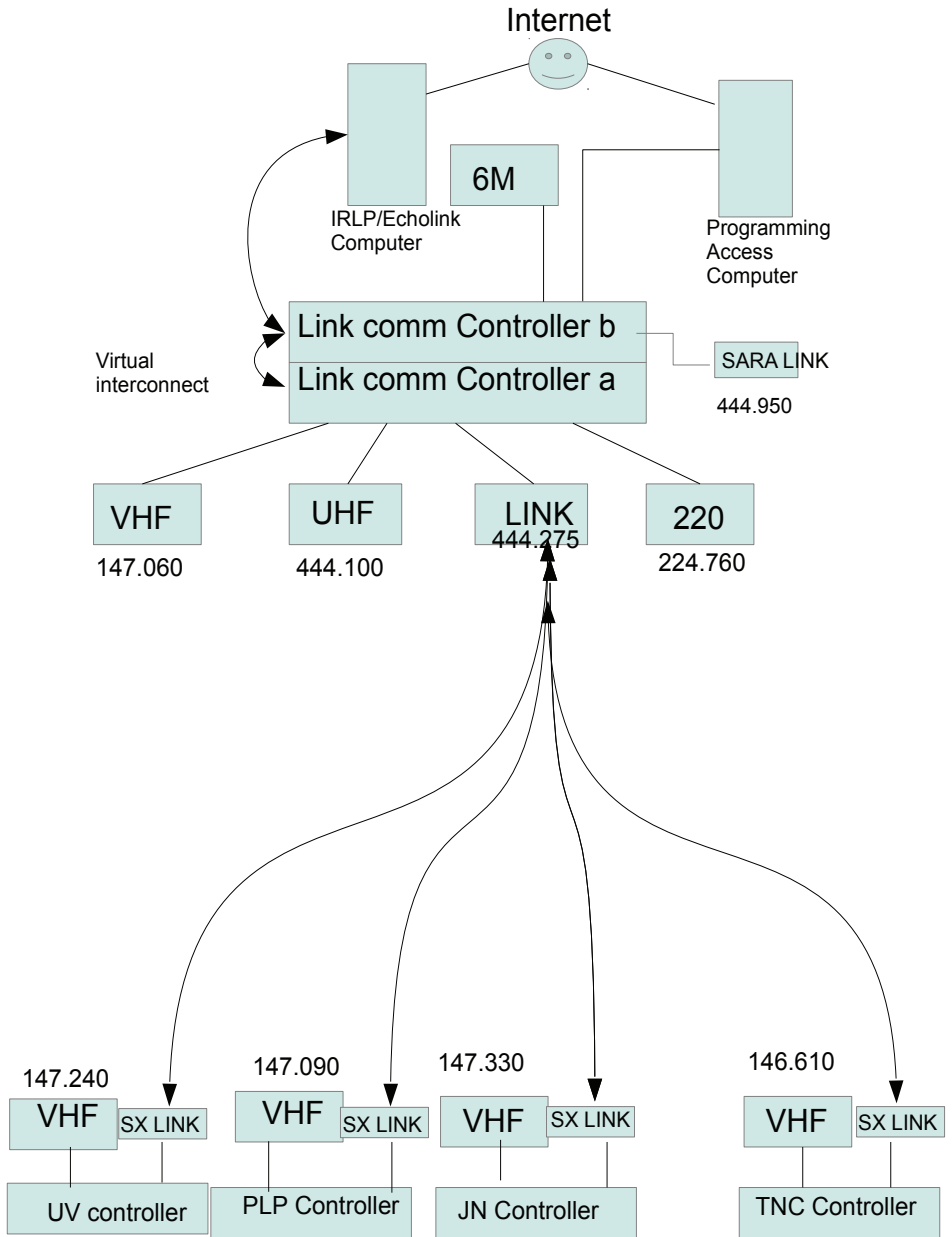 Internet
6M
IRLP/Echolink
Computer
Programming
Access
Computer
Link comm Controller b
Virtual
interconnect
SARA LINK
Link comm Controller a
444.950
VHF
UHF
LINK
220
444.275
147.060
444.100
224.760
147.240
147.090
147.330
146.610
VHF
SX LINK
VHF
SX LINK
VHF
SX LINK
VHF
SX LINK
UV controller
PLP Controller
JN Controller
TNC Controller